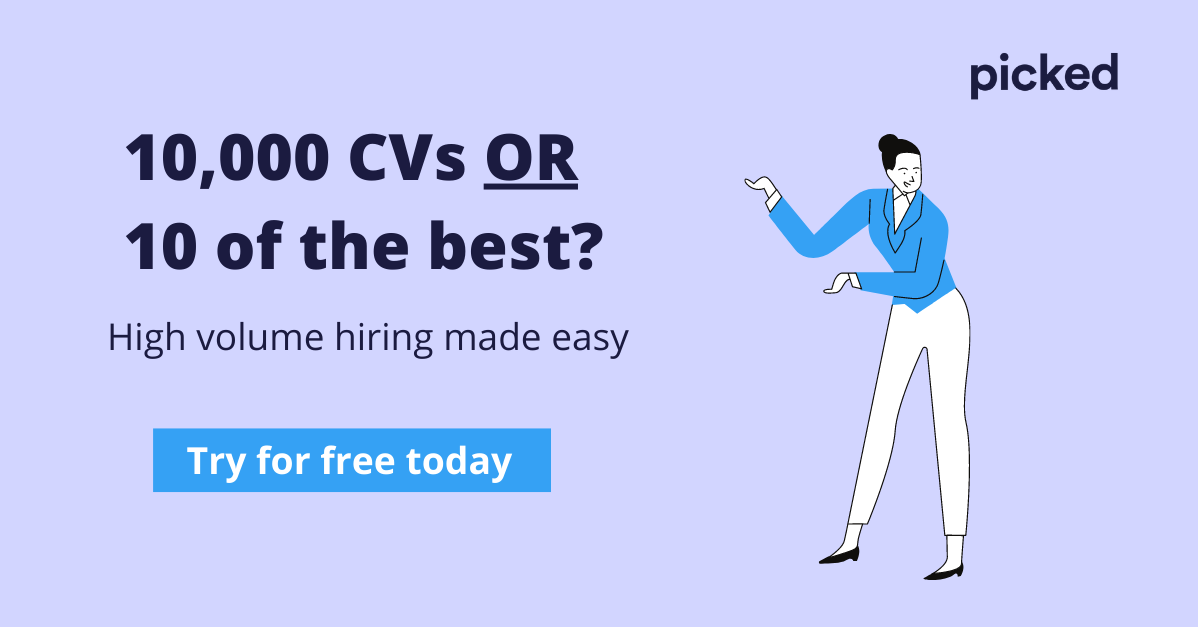 picked
10,000 CVs OR
10 of the best?
High volume hiring made easy
Try for free today